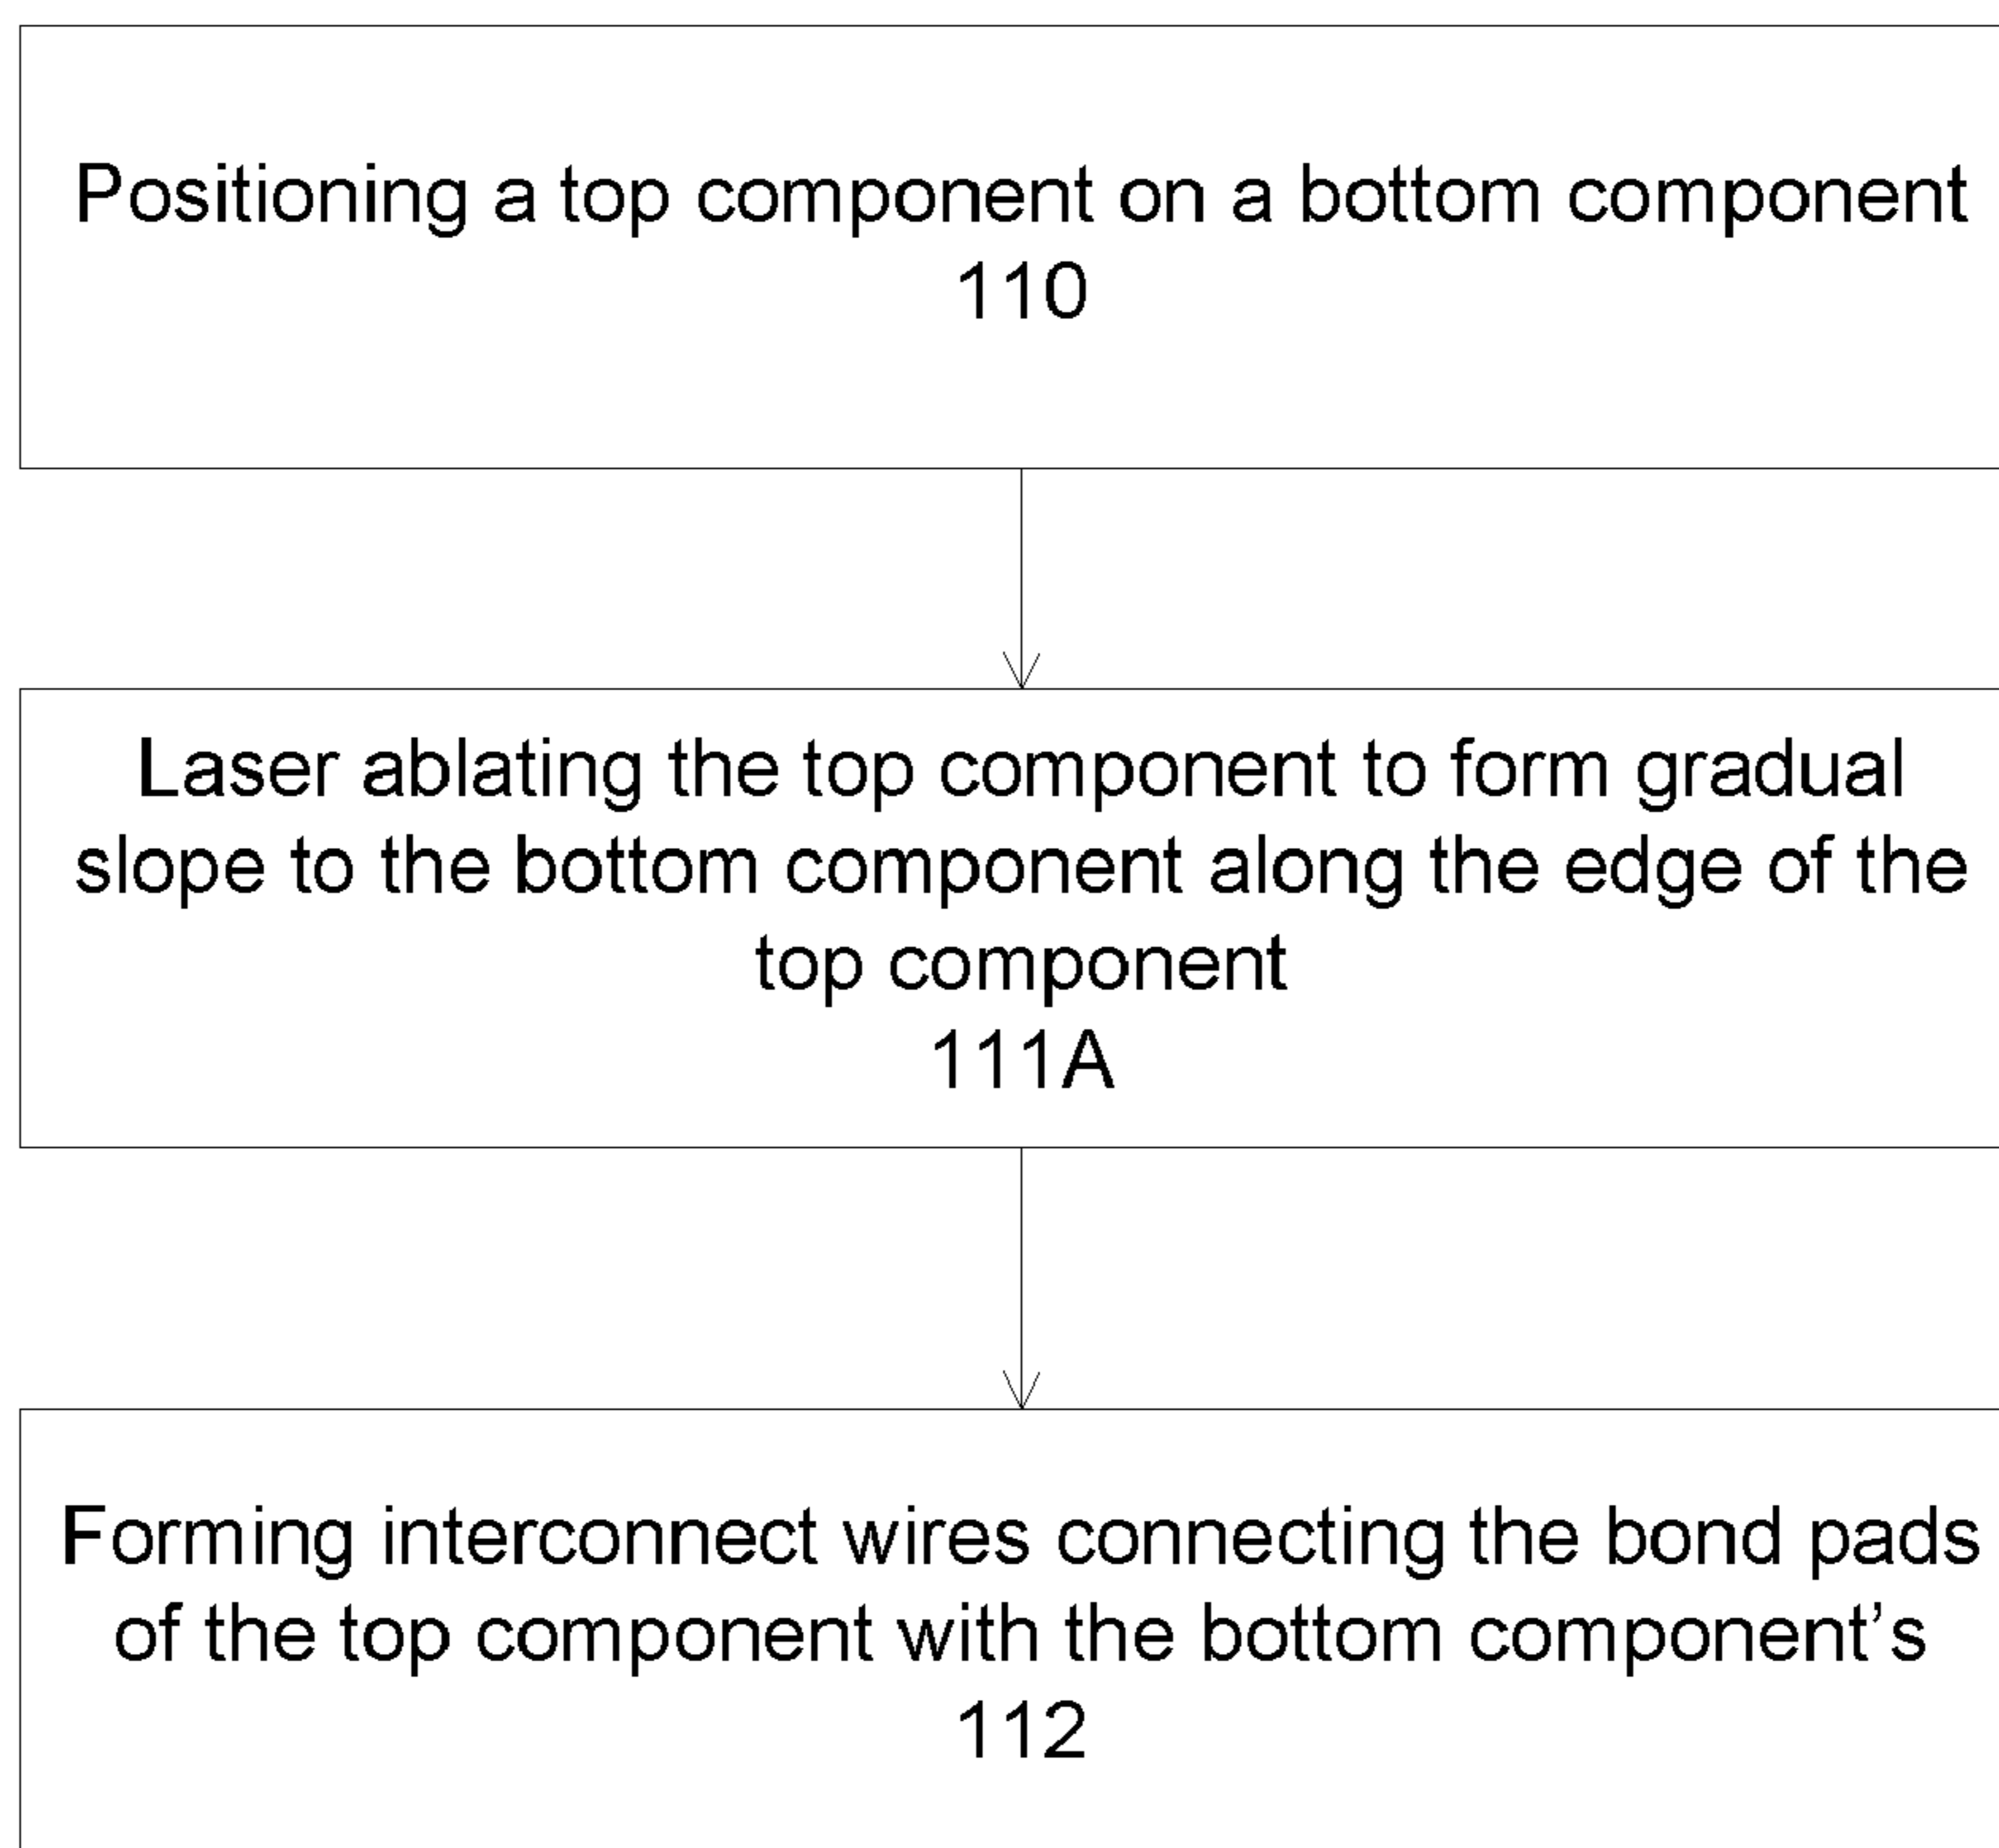 Positioning a top component on a bottom component
110
Laser ablating the top component to form gradual
slope to the bottom component along the edge of the
top component
111A
Forming interconnect wires connecting the bond pads
of the top component with the bottom component’s
112